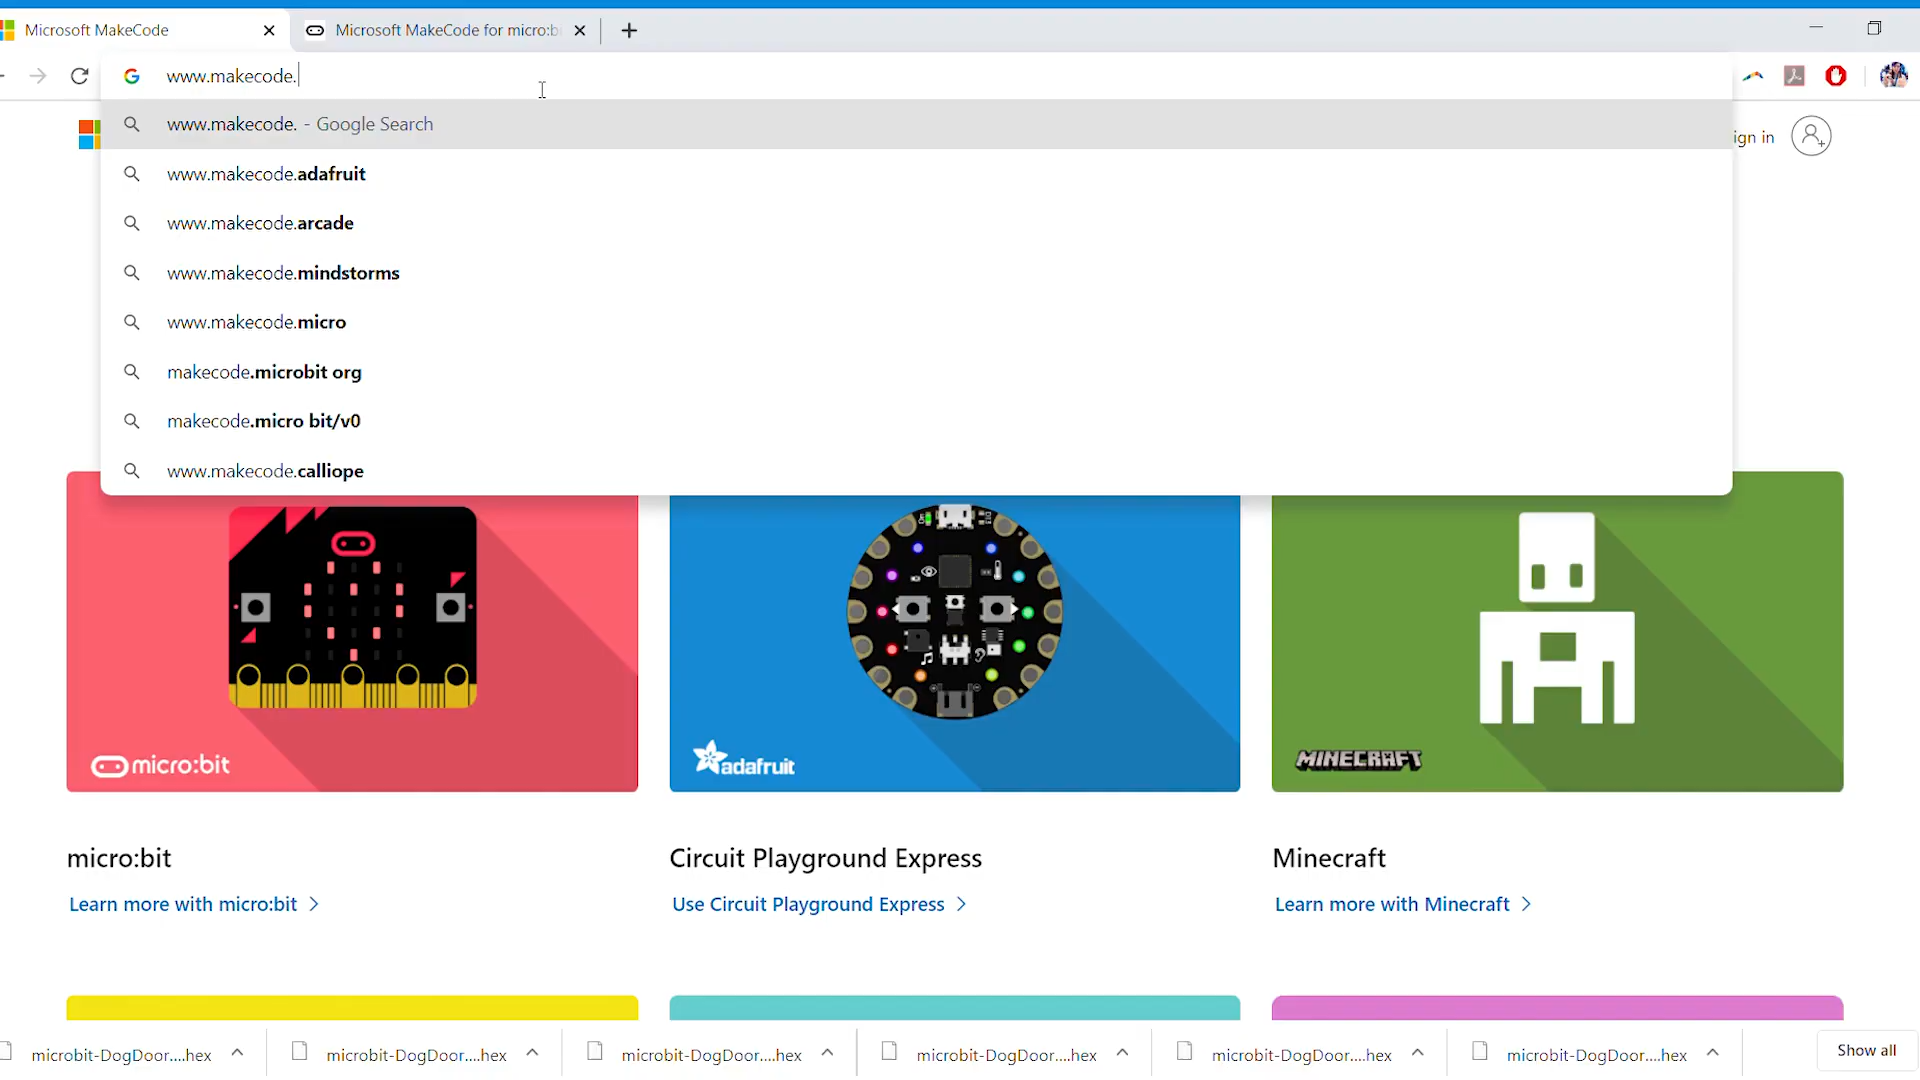 Microsoft MakeCode
Microsoft MakeCode for micro:bi
www.makecode.
www.makecode. - Google Search
www.makecode.adafruit
www.makecode.arcade
www.makecode.mindstorms
www.makecode.micro
makecode.microbit org
makecode.micro bit/v0
www.makecode.calliope
ign in
micro:bit
adafruit
MINECRAFT
micro:bit
Circuit Playground Express
Minecraft
Learn more with micro:bit
Use Circuit Playground Express
Learn more with Minecraft
microbit-DogDoor....hex
microbit-DogDoor....hex
microbit-DogDoor....hex
microbit-DogDoor....hex
microbit-DogDoor....hex
microbit-DogDoor....hex
Show all